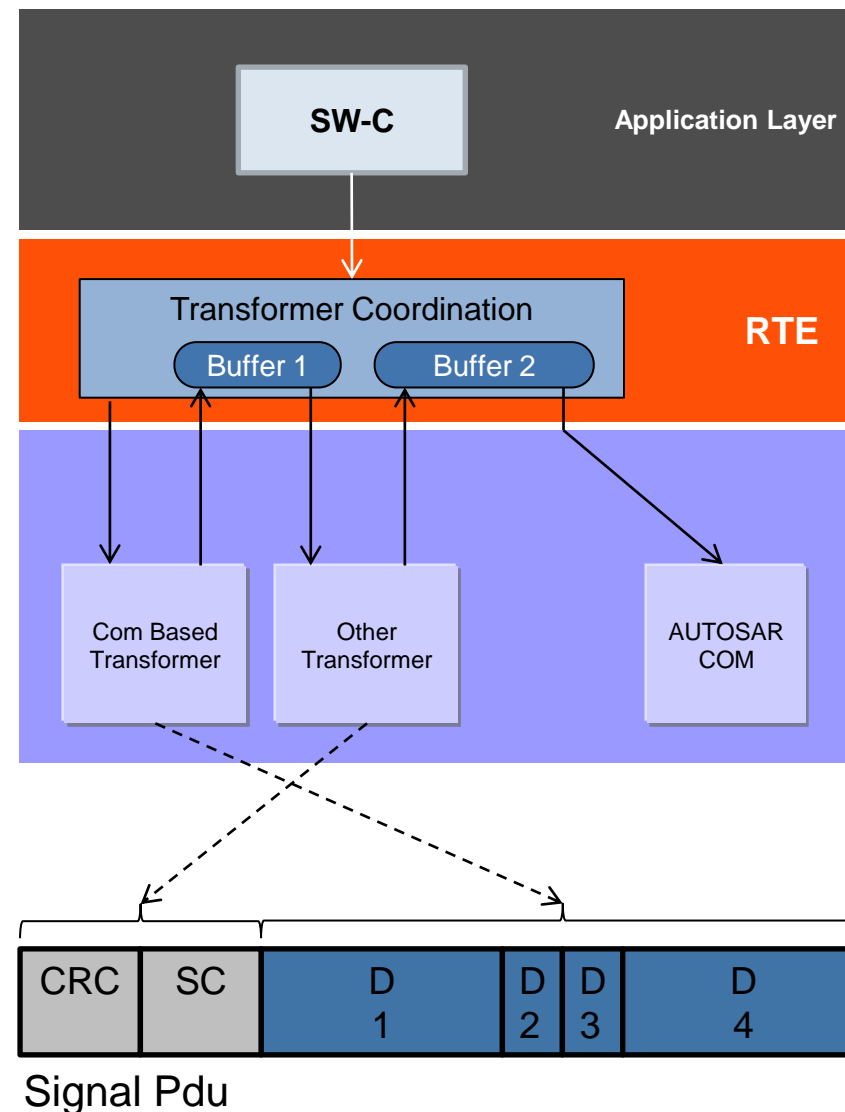 SW-C
Application Layer
Transformer Coordination
RTE
Buffer 1
Buffer 2
Com Based
Transformer
Other
Transformer
AUTOSAR
COM
CRC
SC
D
1
D
2
D
3
D
4
Signal Pdu